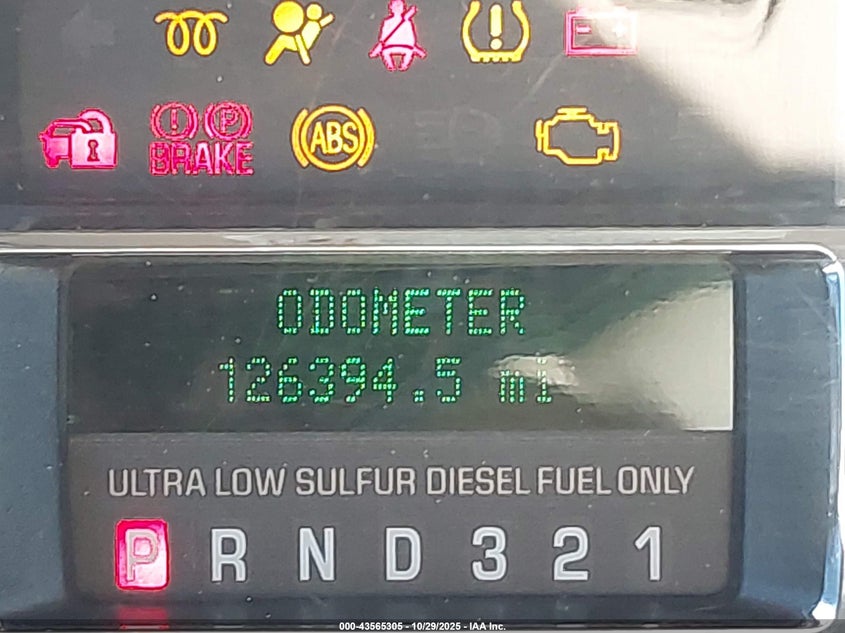 ! P
BRAKE
ABS
ODOMETER
126394.5 mi
ULTRA LOW SULFUR DIESEL FUEL ONLY
P R N D 3 2 1
000-43565305 - 10/29/2025 - IAA Inc.